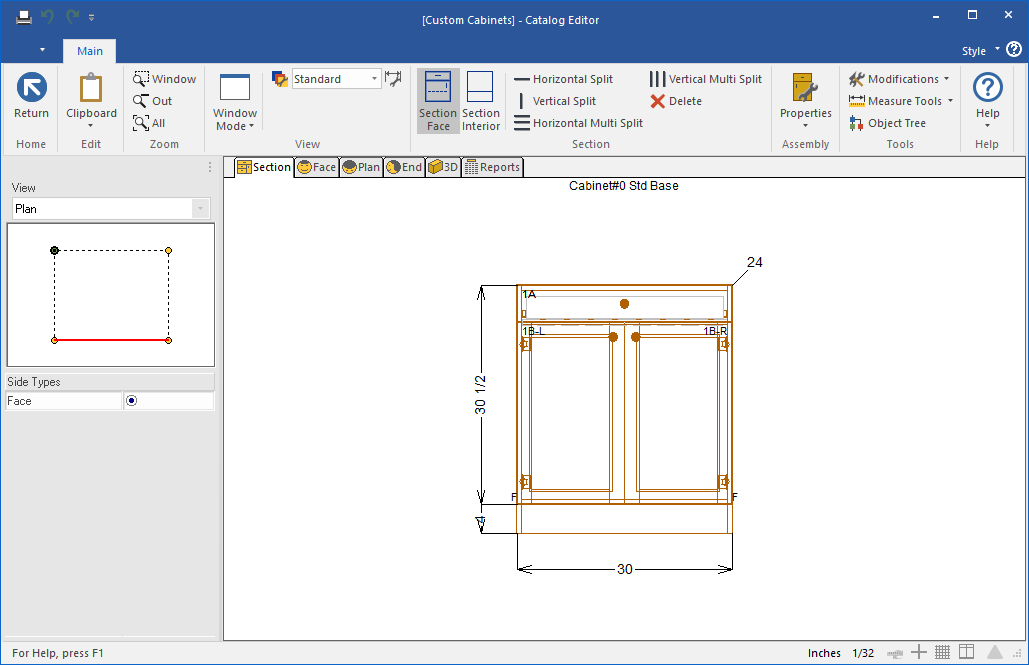 [Custom Cabinets] - Catalog Editor
Main
Style
Return
Home
Clipboard
Edit
Window
Out
All
Zoom
Window Mode
Standard
View
Section Face
Section Interior
Horizontal Split
Vertical Split
Horizontal Multi Split
Vertical Multi Split
Delete
Section
Properties
Assembly
Modifications
Measure Tools
Object Tree
Tools
Help
Help
View
Plan
Side Types
Face
Section Face Plan End 3D Reports
Cabinet#0 Std Base
24
1A
1B-L 1B-R
30 1/2
F F
4
30
For Help, press F1
Inches 1/32